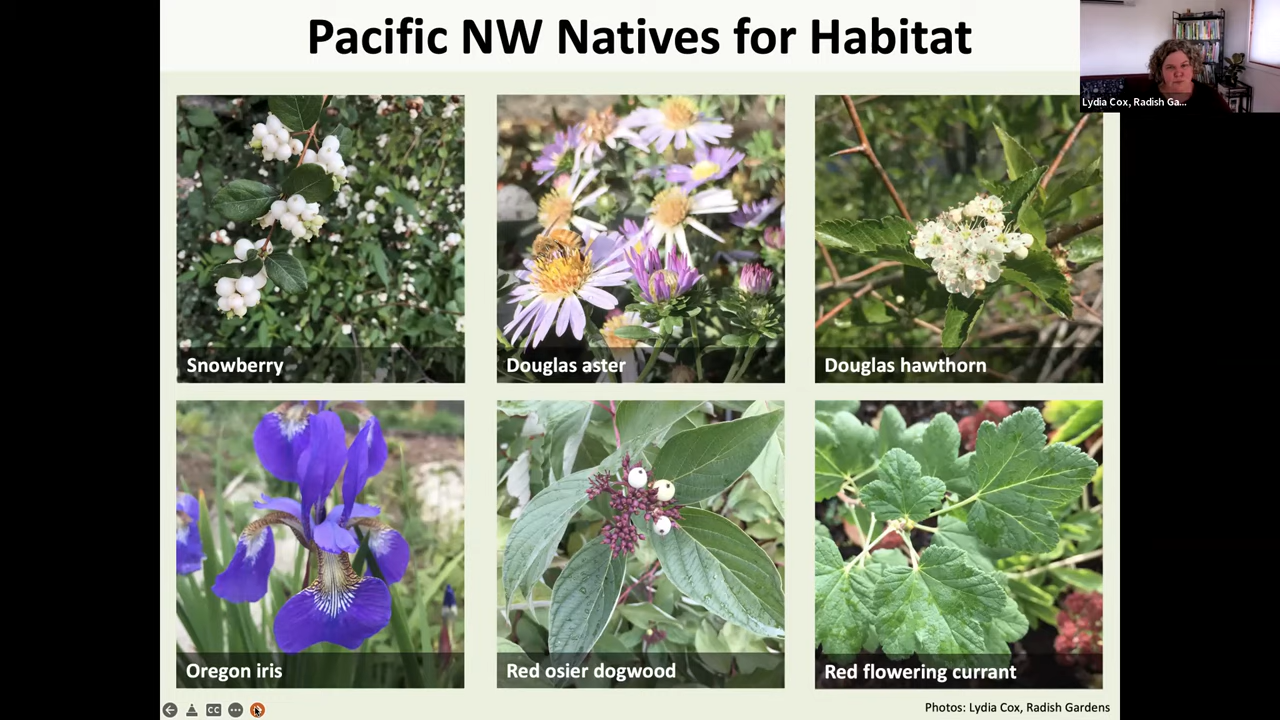 Pacific NW Natives for Habitat
Lydia Cox, Radish Ga...
Snowberry
Douglas aster
Douglas hawthorn
Oregon iris
Red osier dogwood
Red flowering currant
CC
Photos: Lydia Cox, Radish Gardens